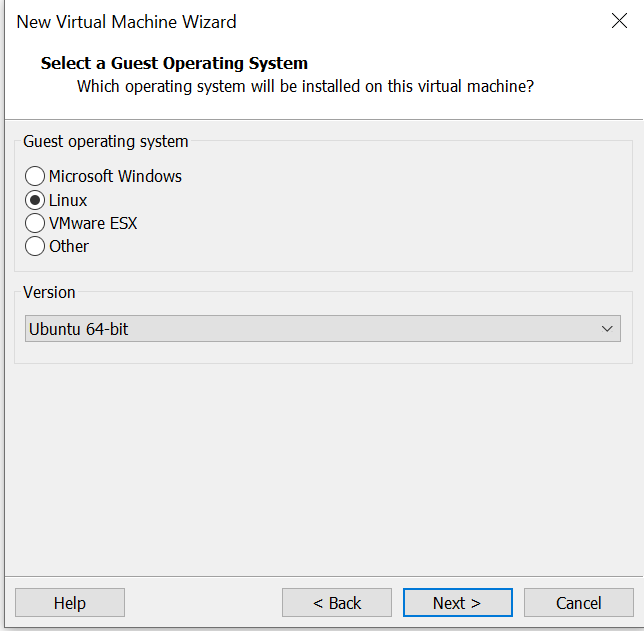 New Virtual Machine Wizard
Select a Guest Operating System
Which operating system will be installed on this virtual machine?
Guest operating system
Microsoft Windows
Linux
VMware ESX
Other
Version
Ubuntu 64-bit
Help
< Back
Next >
Cancel